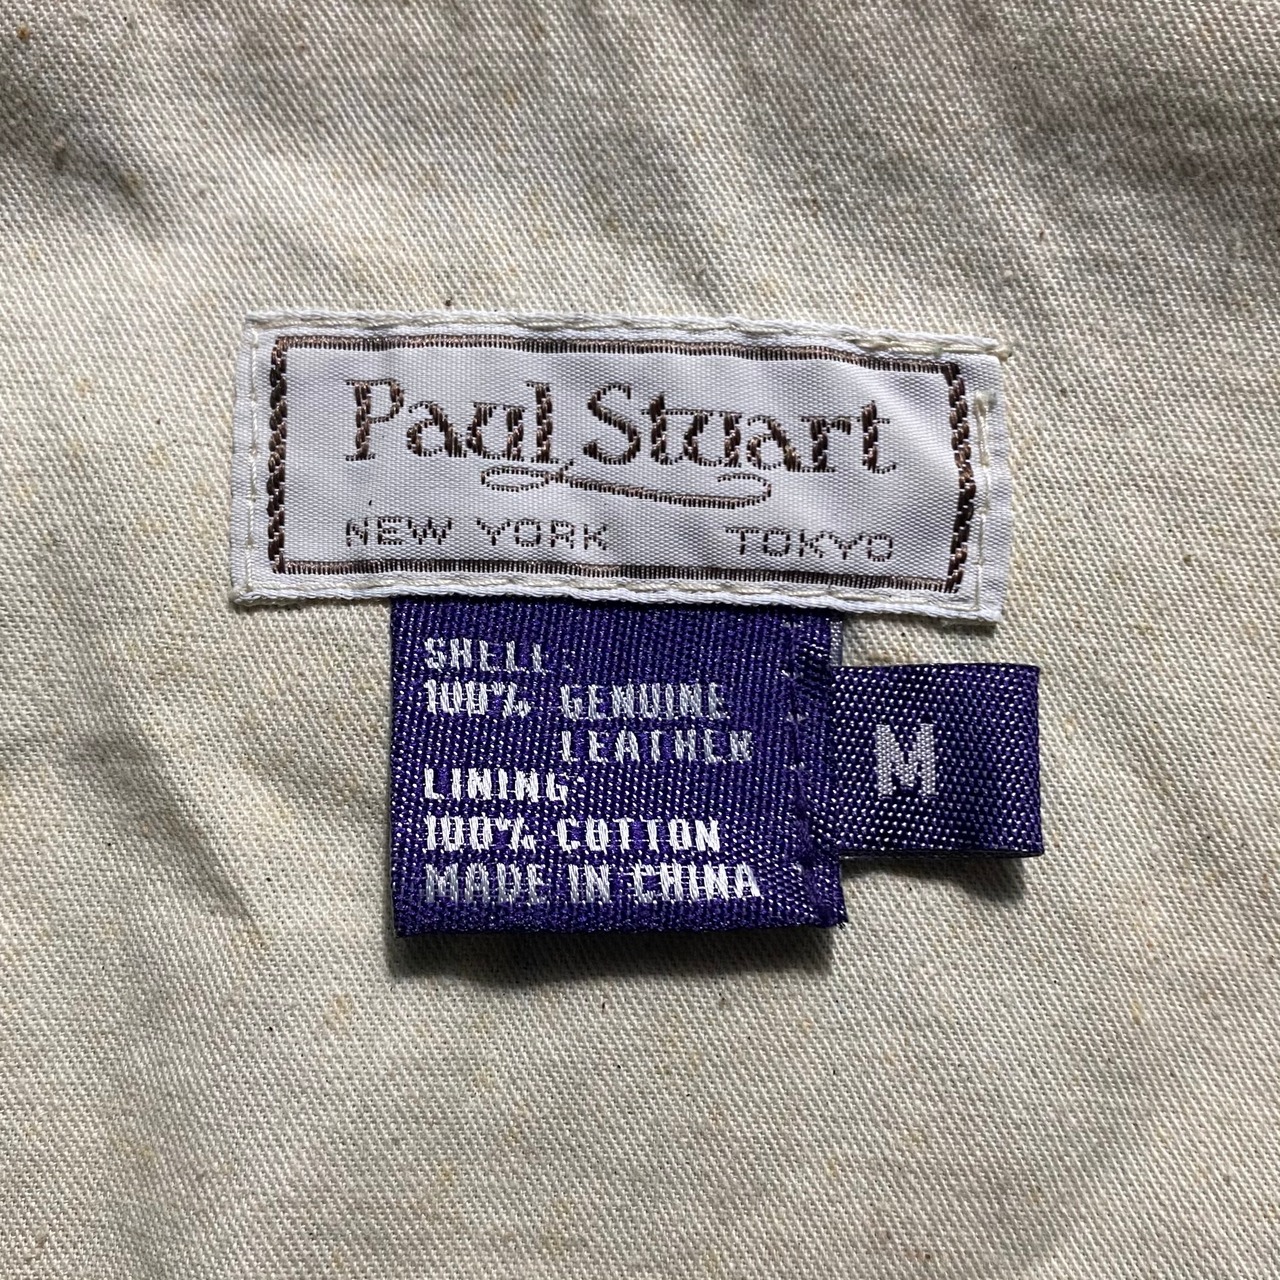 Paul Stuart
NEW YORK TOKYO
SHELL
100% GENUINE
LEATHER
LINING
100% COTTON
MADE IN CHINA
M